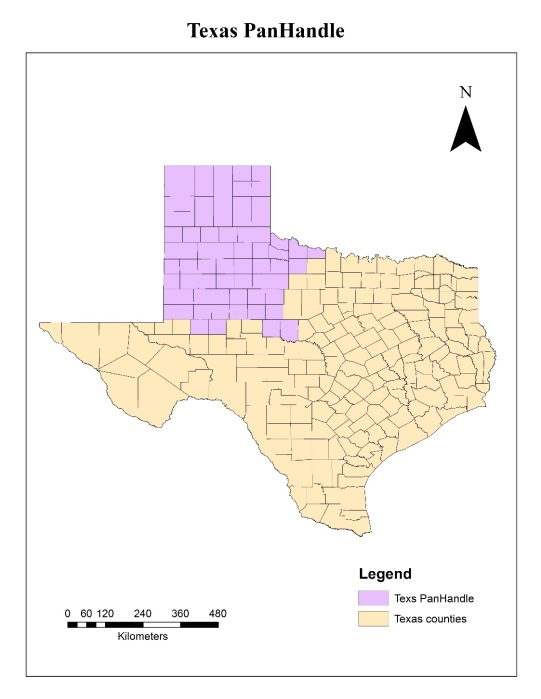 Texas PanHandle
N
Legend
Texs PanHandle
Texas counties
0 60 120 240 360 480
Kilometers